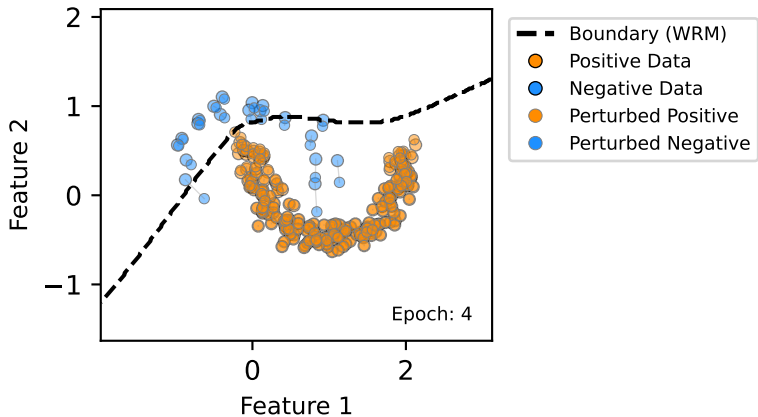 2
1
0
−1
Feature 2
0
2
Feature 1
Epoch: 4
Boundary (WRM)
Positive Data
Negative Data
Perturbed Positive
Perturbed Negative